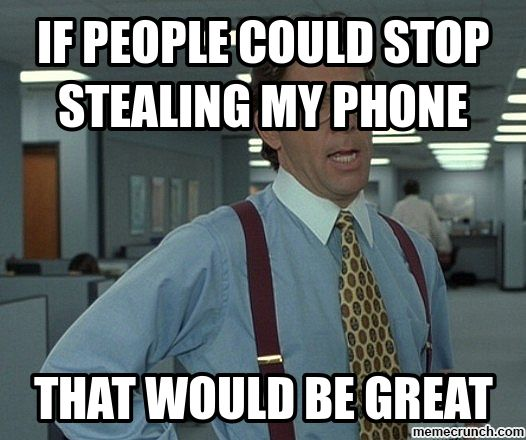 IF PEOPLE COULD STOP
STEALING MY PHONE
THAT WOULD BE GREAT
memecrunch.com